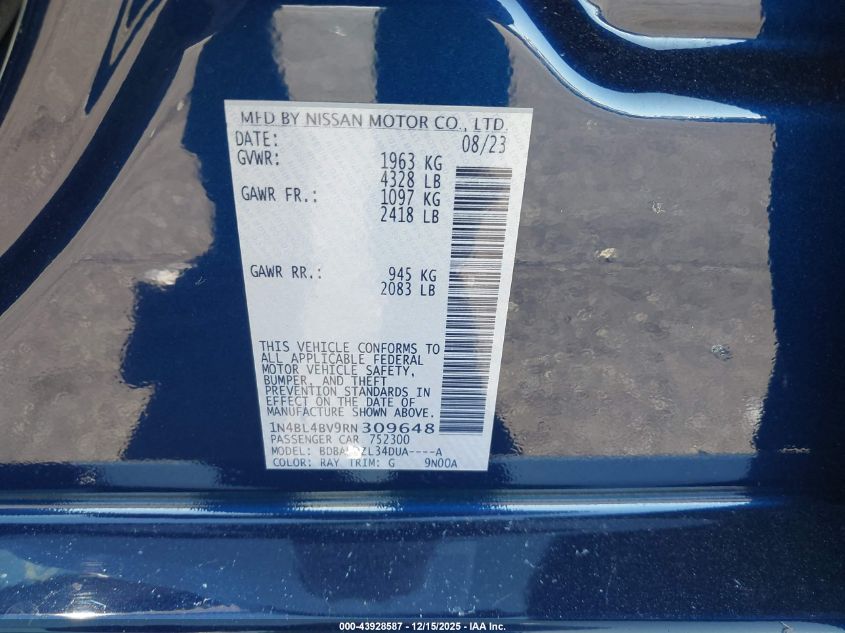 MFD BY NISSAN MOTOR CO., LTD.
DATE: 08/23
GVWR: 1963 KG
4328 LB
GAWR FR.: 1097 KG
2418 LB
GAWR RR.: 945 KG
2083 LB
THIS VEHICLE CONFORMS TO
ALL APPLICABLE FEDERAL
MOTOR VEHICLE SAFETY,
BUMPER, AND THEFT
PREVENTION STANDARDS IN
EFFECT ON THE DATE OF
MANUFACTURE SHOWN ABOVE.
1N4BL4BV9RN309648
PASSENGER CAR 752300
MODEL:
COLOR: RAY TRIM: G 9N00A
000-43928587 - 12/15/2025 - IAA Inc.